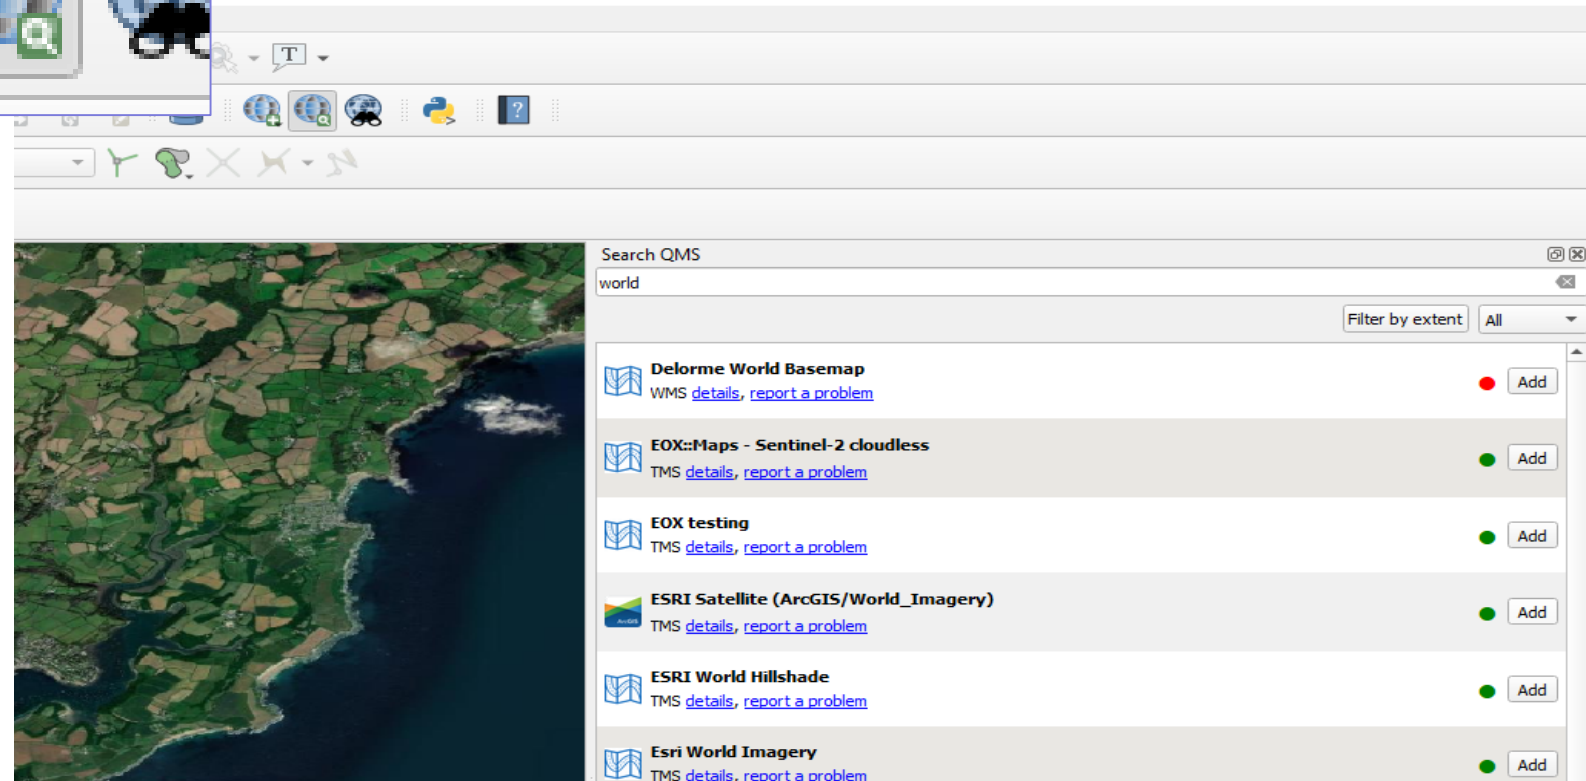 T
?
Search QMS
world
Filter by extent All
Delorme World Basemap
WMS details, report a problem
Add
EOX::Maps - Sentinel-2 cloudless
TMS details, report a problem
Add
EOX testing
TMS details, report a problem
Add
ESRI Satellite (ArcGIS/World_Imagery)
ArcGIS
TMS details, report a problem
Add
ESRI World Hillshade
TMS details, report a problem
Add
Esri World Imagery
TMS details, report a problem
Add